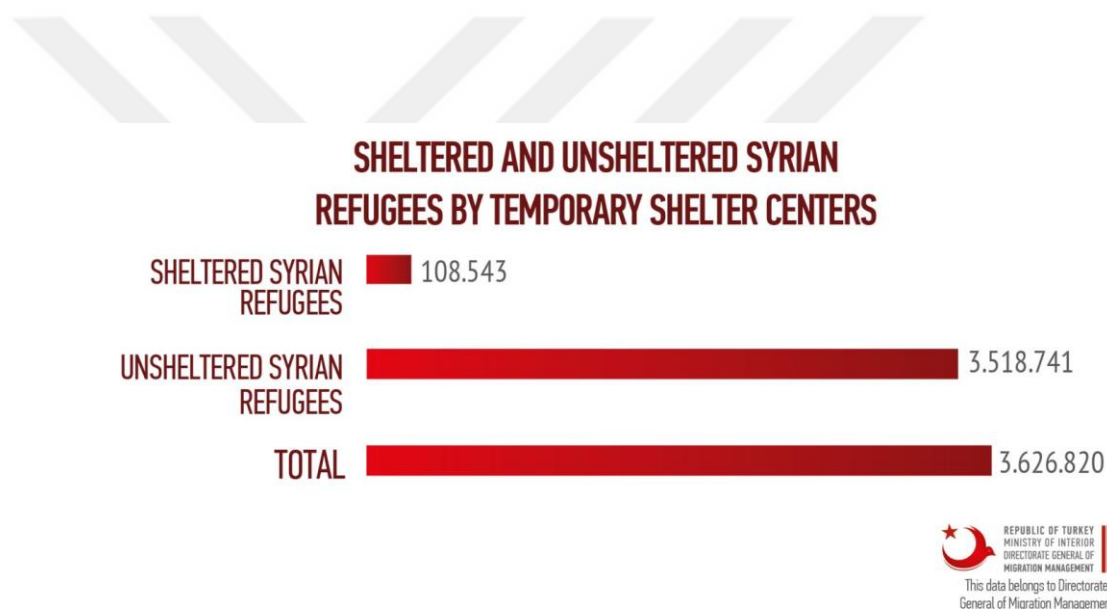 SHELTERED AND UNSHELTERED SYRIAN
REFUGEES BY TEMPORARY SHELTER CENTERS
SHELTERED SYRIAN
REFUGEES
108.543
UNSHELTERED SYRIAN
REFUGEES
3.518.741
TOTAL
3.626.820
REPUBLIC OF TURKEY
MINISTRY OF INTERIOR
DIRECTORATE GENERAL OF
MIGRATION MANAGEMENT
This data belongs to Directorate
General of Migration